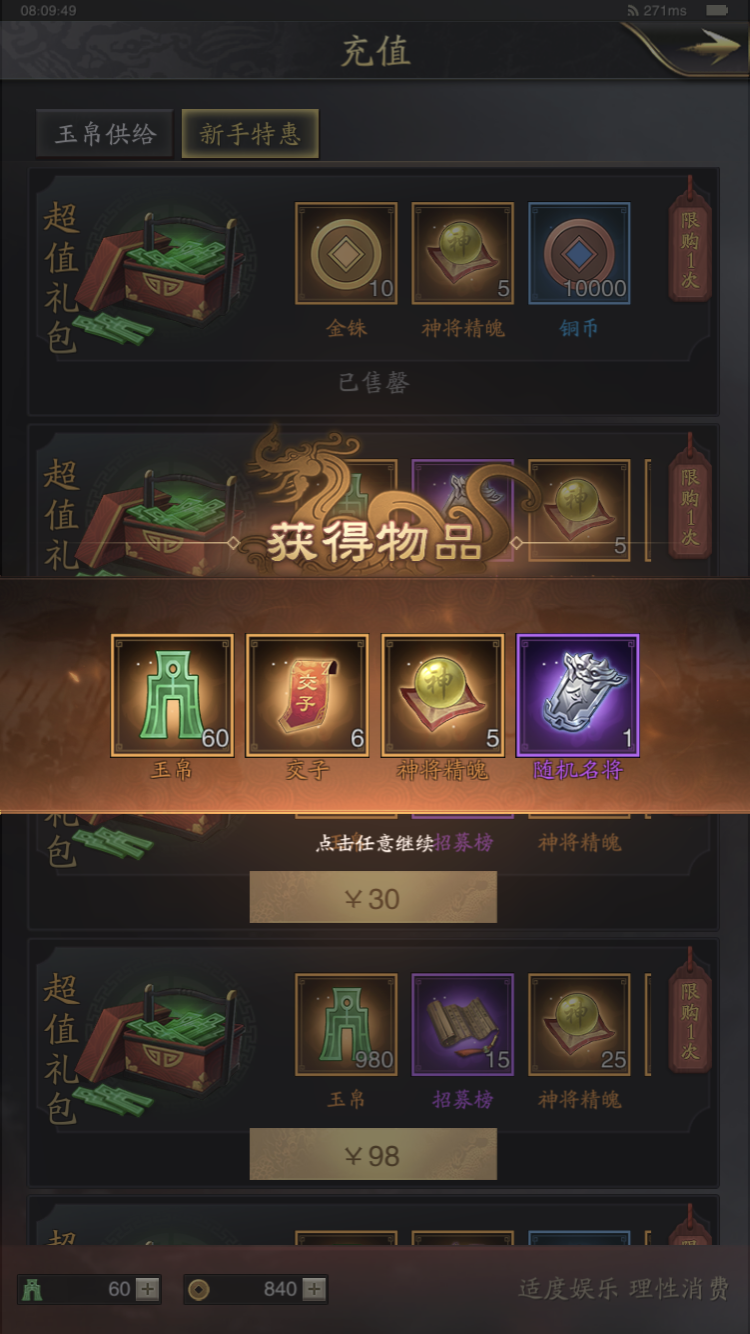 08:09:49
271ms
充值
玉帛供给
新手特惠
超值礼包
10
5
10000
金铢
神将精魄
铜币
限购1次
已售罄
超值礼
5
限购1次
获得物品
60
6
5
1
玉帛
交子
神将精魄
随机名将
包
招募榜
神将精魄
点击任意继续
¥30
超值礼包
980
15
25
玉帛
招募榜
神将精魄
限购1次
¥98
60
840
适度娱乐 理性消费